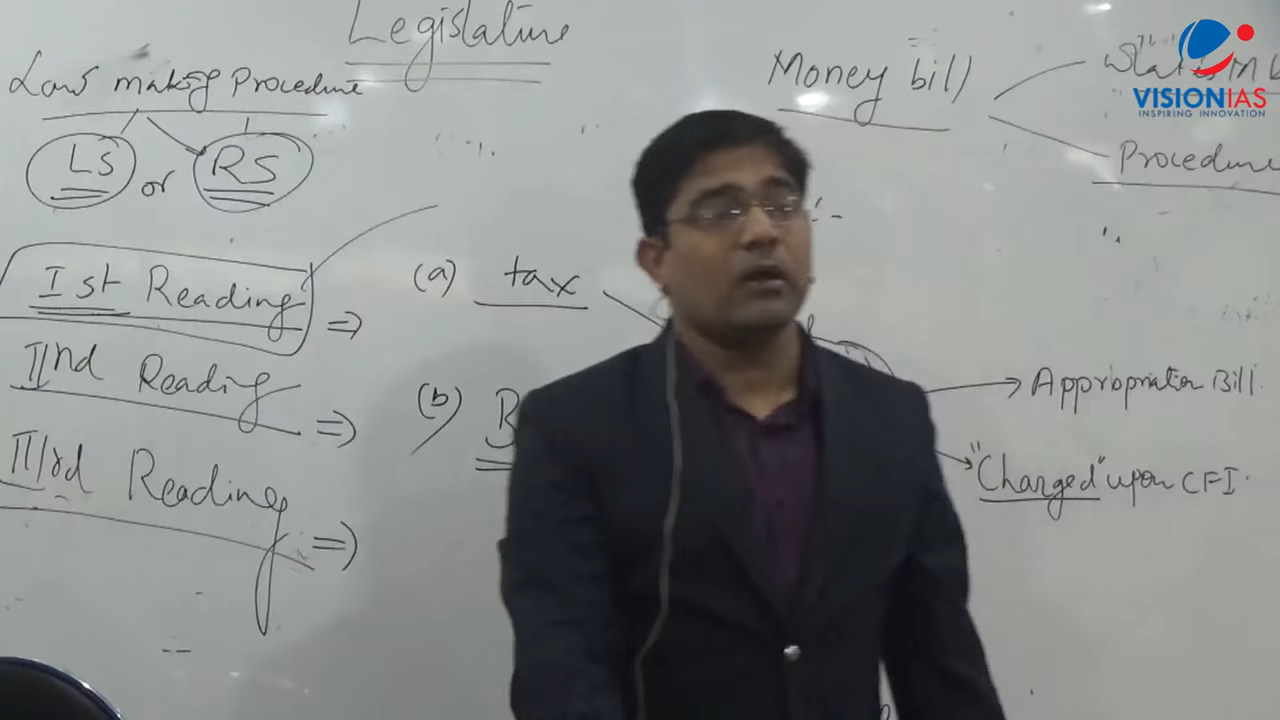 Legislature
Law making Procedure
LS or RS
Ist Reading =>
IInd Reading =>
IIIrd Reading =>
(a) tax
(b) B
Money bill
Procedure
Appropriation Bill
"Charged" upon CFI.
VISIONIAS
INSPIRING INNOVATION